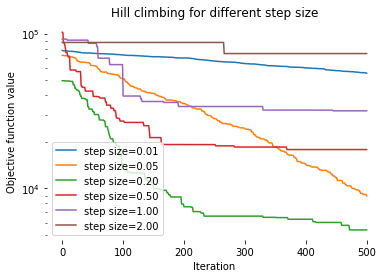 Hill climbing for different step size
Objective function value
10^5
10^4
step size=0.01
step size=0.05
step size=0.20
step size=0.50
step size=1.00
step size=2.00
0 100 200 300 400 500
Iteration